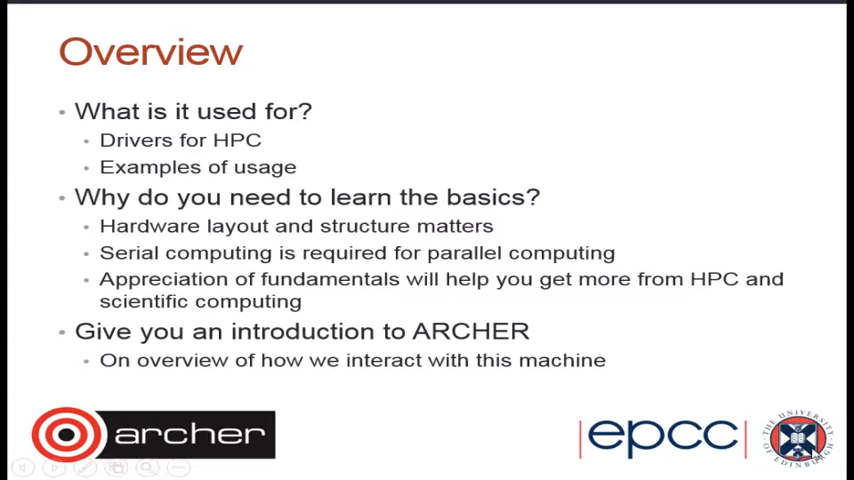 Overview
What is it used for?
Drivers for HPC
Examples of usage
Why do you need to learn the basics?
Hardware layout and structure matters
Serial computing is required for parallel computing
Appreciation of fundamentals will help you get more from HPC and
scientific computing
Give you an introduction to ARCHER
On overview of how we interact with this machine
archer
epcc
THE UNIVERSITY
OF EDINBURGH